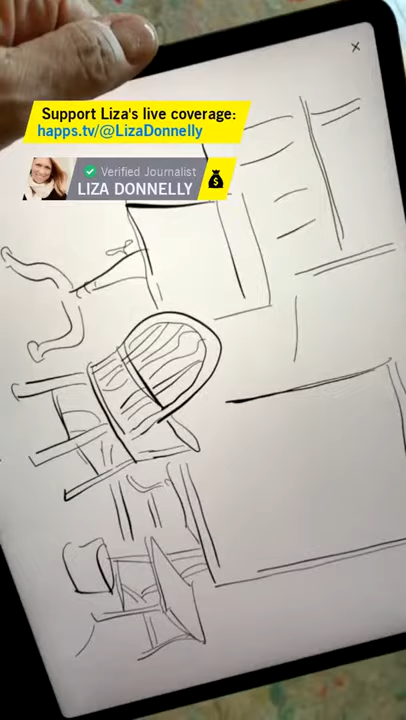 Support Liza's live coverage:
happs.tv/@LizaDonnelly
Verified Journalist
LIZA DONNELLY